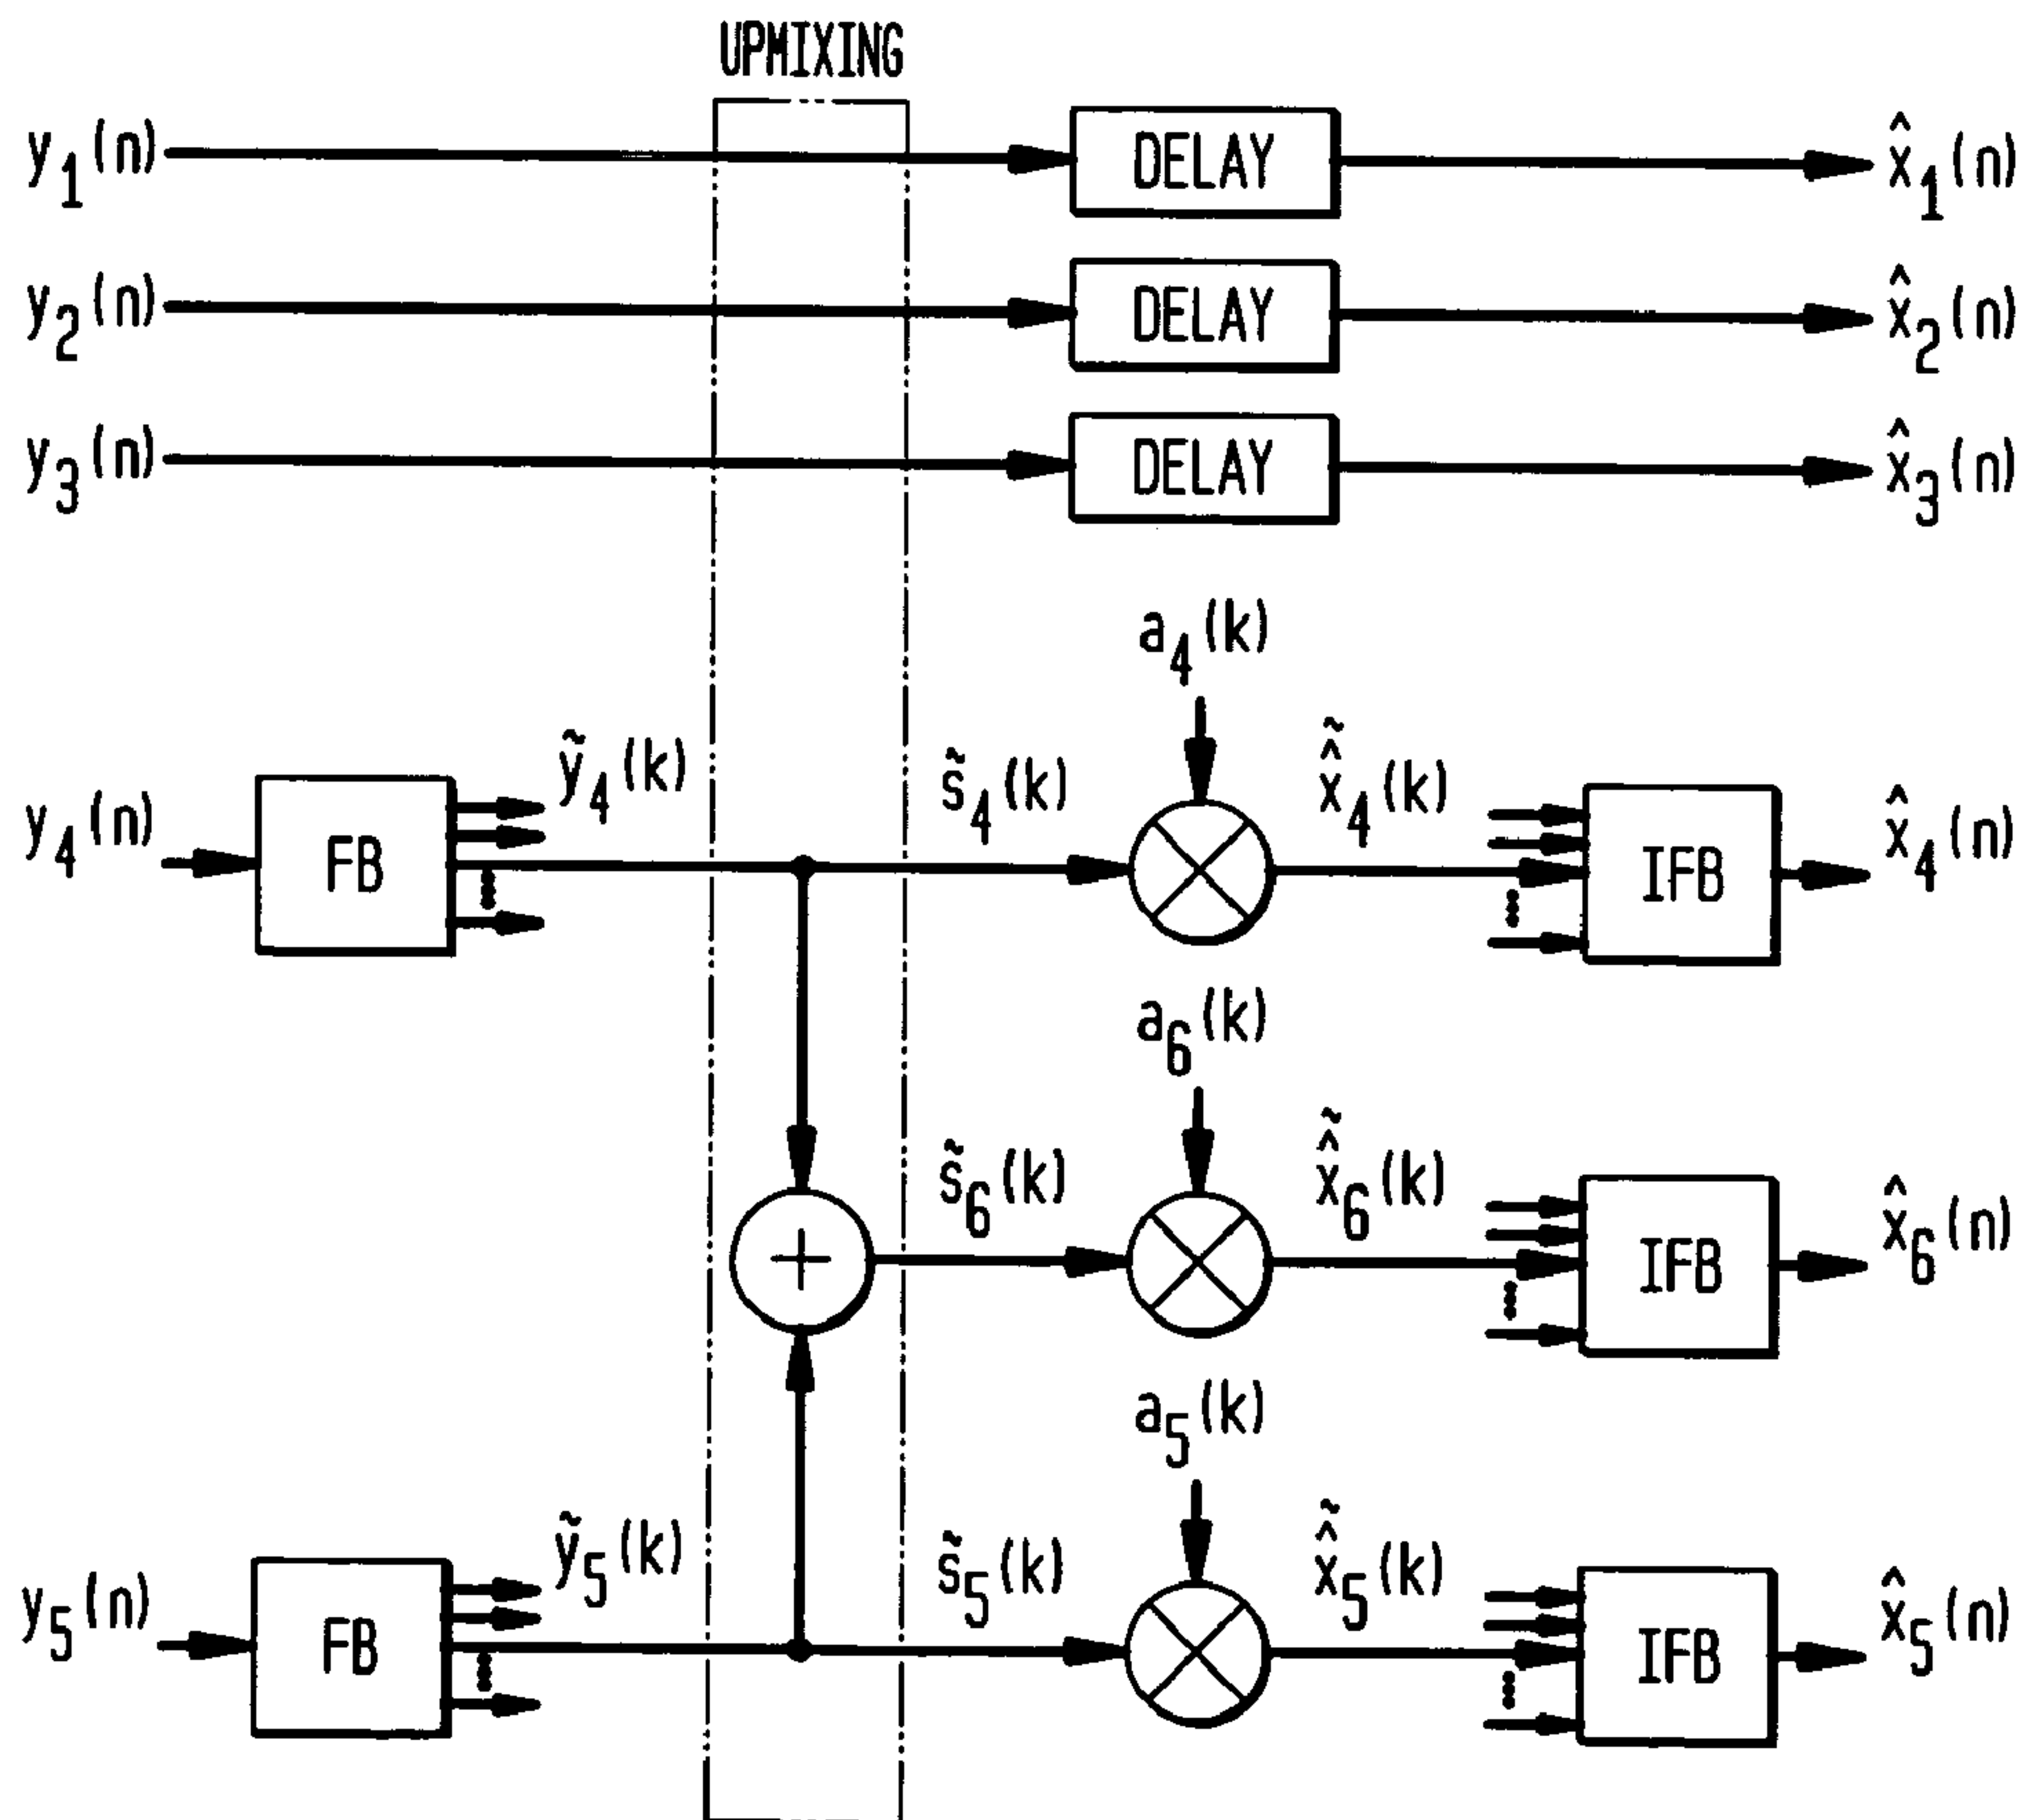 UPMIXING
y₁(n) DELAY x̂₁(n)
y₂(n) DELAY x̂₂(n)
y₃(n) DELAY x̂₃(n)
a₄(k)
ỹ₄(k) s̃₄(k) x̂̃₄(k)
y₄(n) FB IFB x̂₄(n)
a₆(k)
s̃₆(k) x̂̃₆(k)
+ IFB x̂₆(n)
a₅(k)
ỹ₅(k) s̃₅(k) x̂̃₅(k)
y₅(n) FB IFB x̂₅(n)